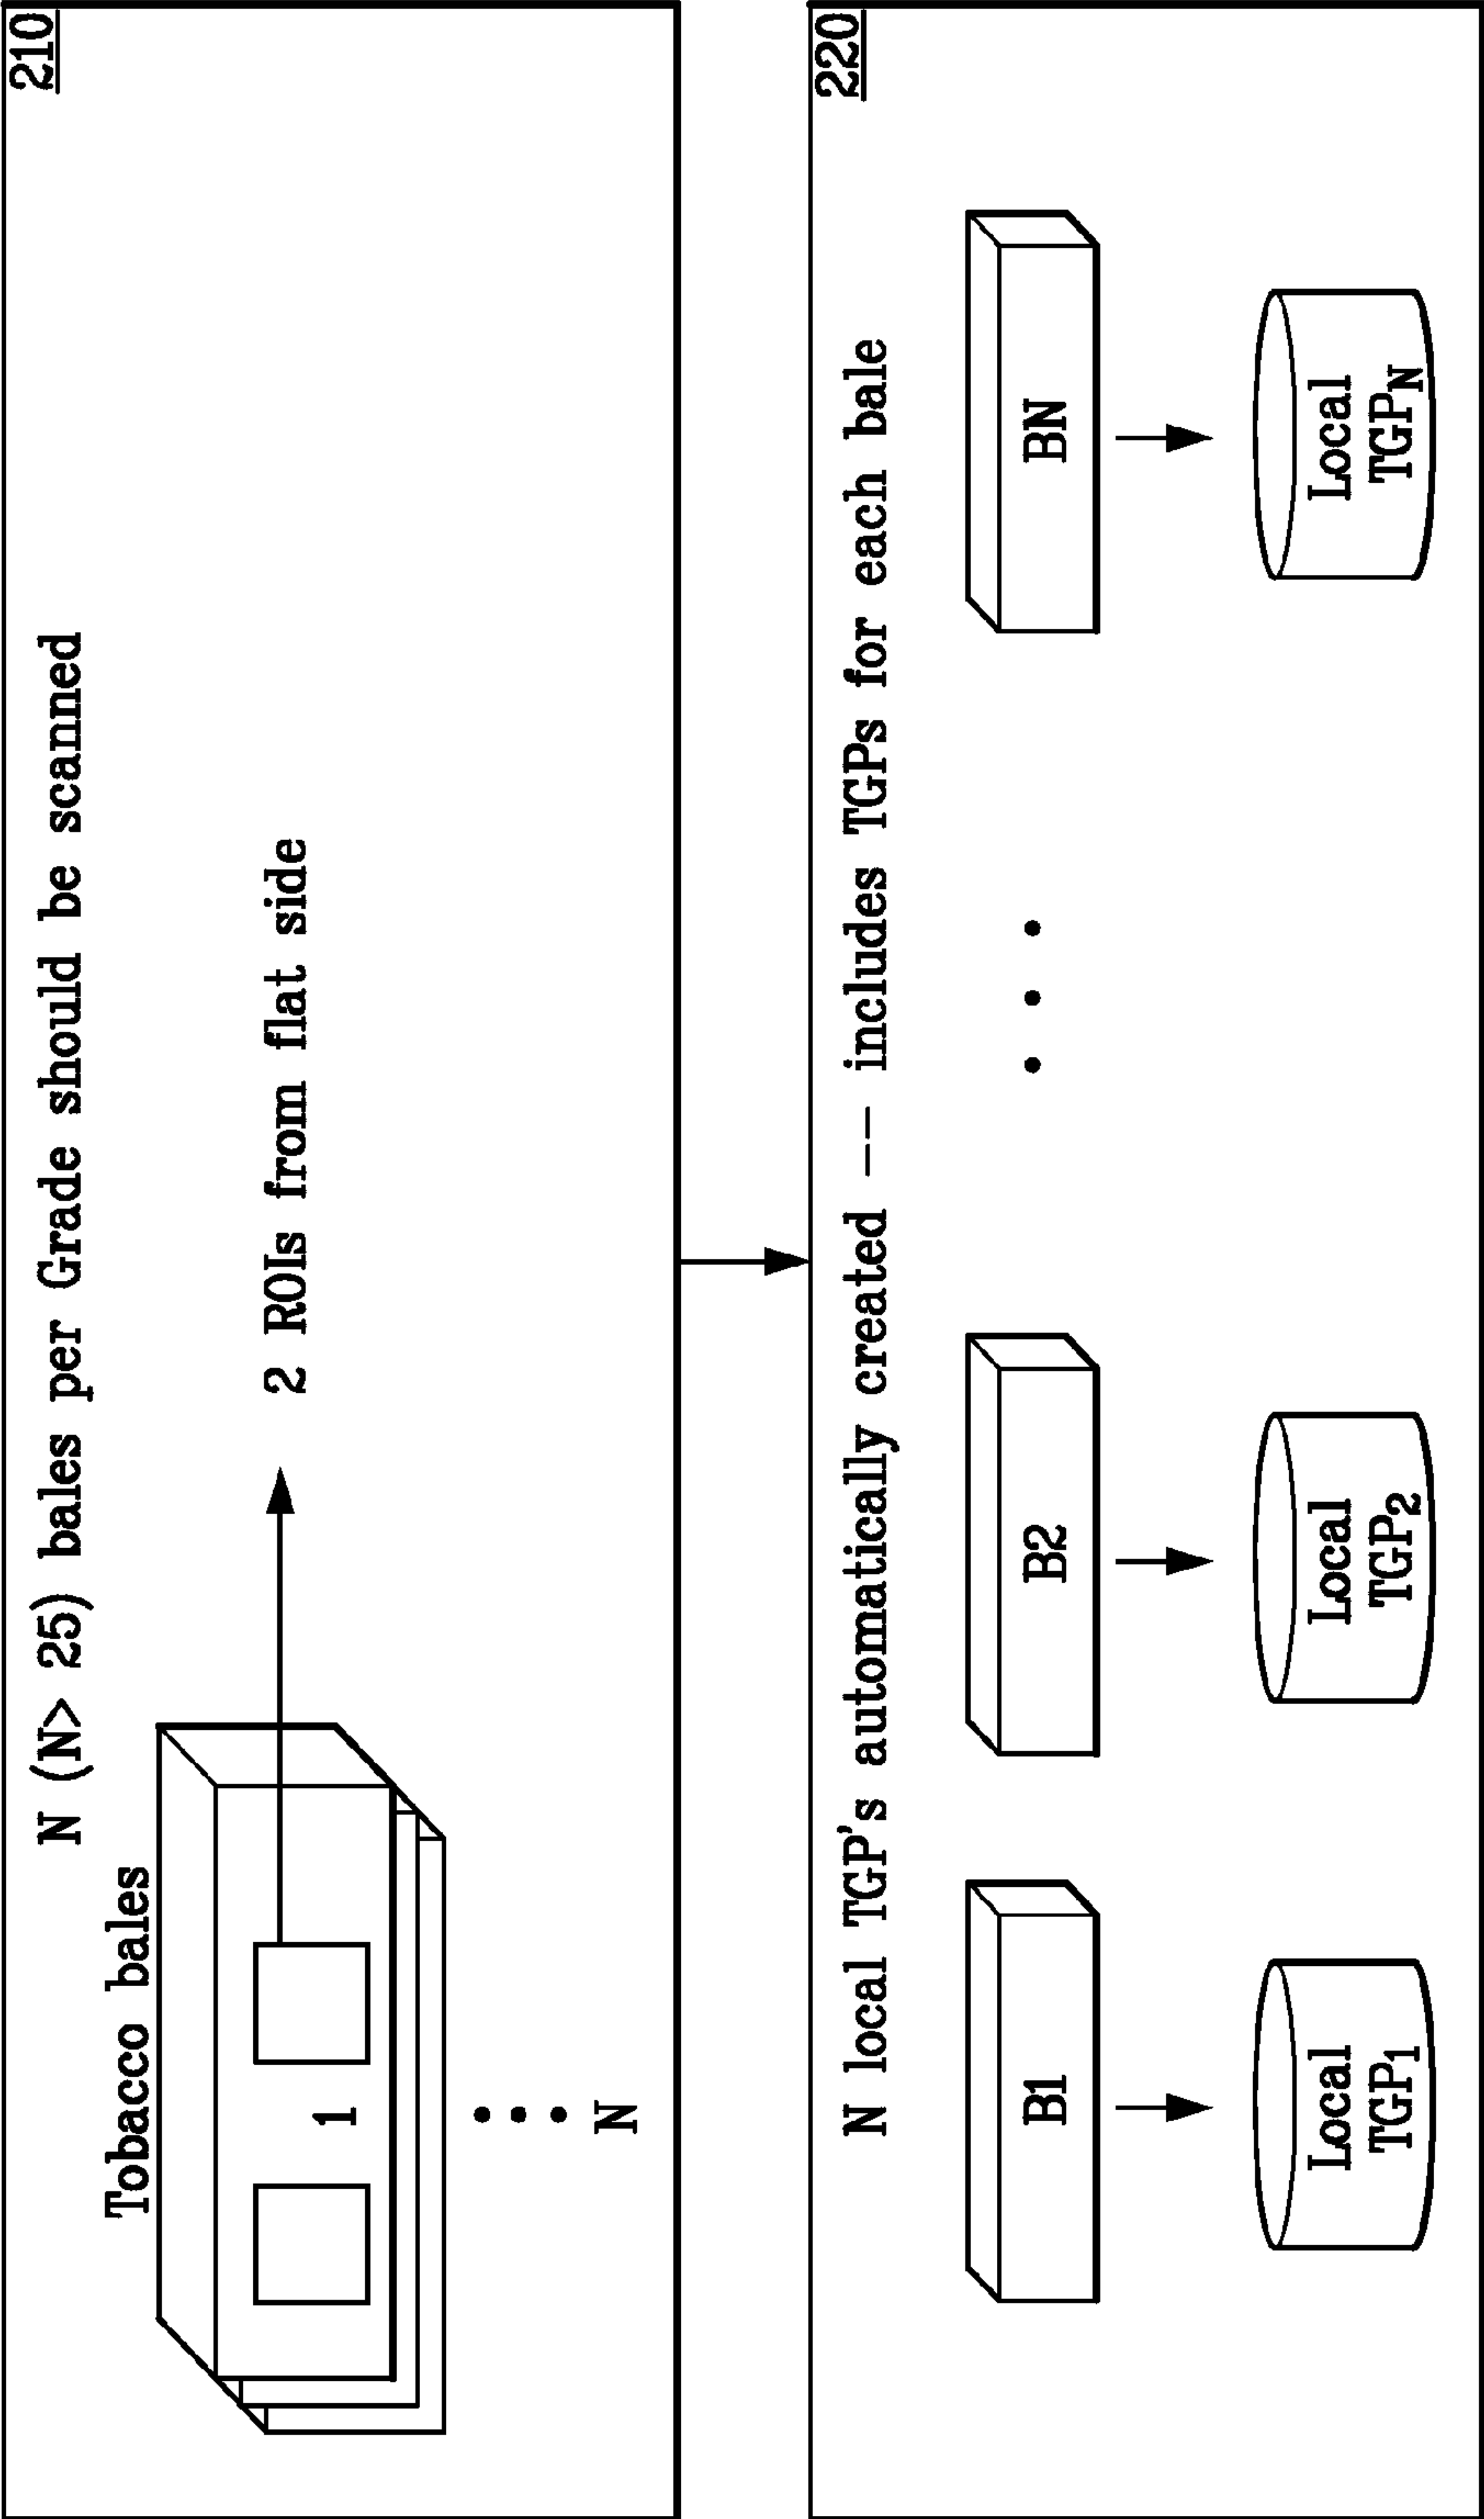 210
N (N> 25) bales per Grade should be scanned
Tobacco bales
2 ROIs from flat side
1
N
220
N local TGP's automatically created -- includes TGPs for each bale
B1
B2
BN
Local
TGP1
Local
TGP2
Local
TGPN